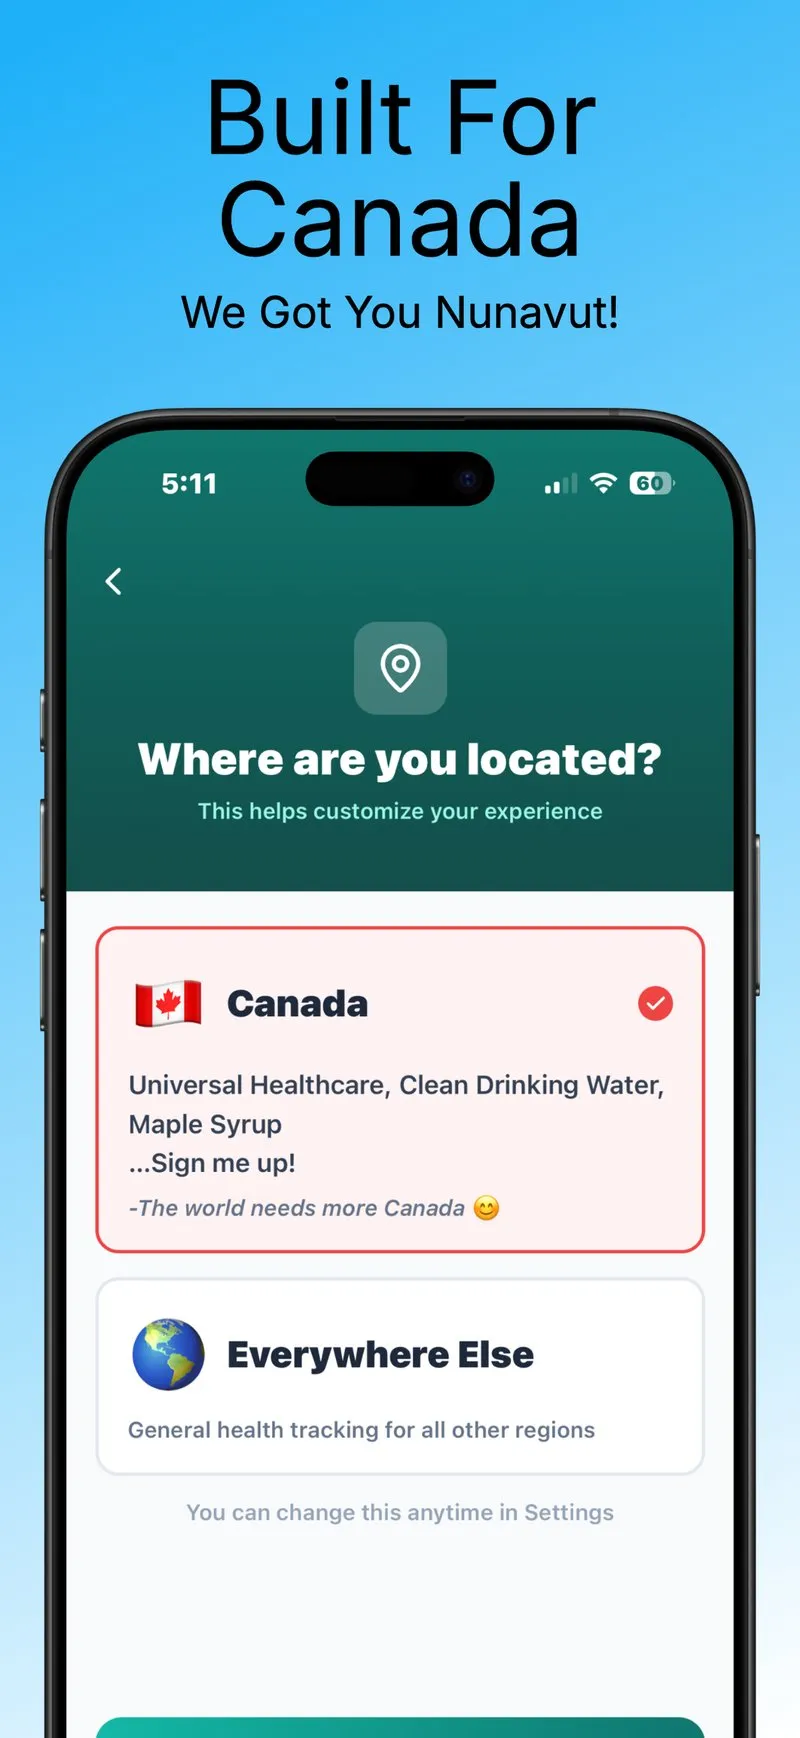 Built For
Canada
We Got You Nunavut!
5:11
60
Where are you located?
This helps customize your experience
Canada
Universal Healthcare, Clean Drinking Water,
Maple Syrup
...Sign me up!
-The world needs more Canada 😊
Everywhere Else
General health tracking for all other regions
You can change this anytime in Settings